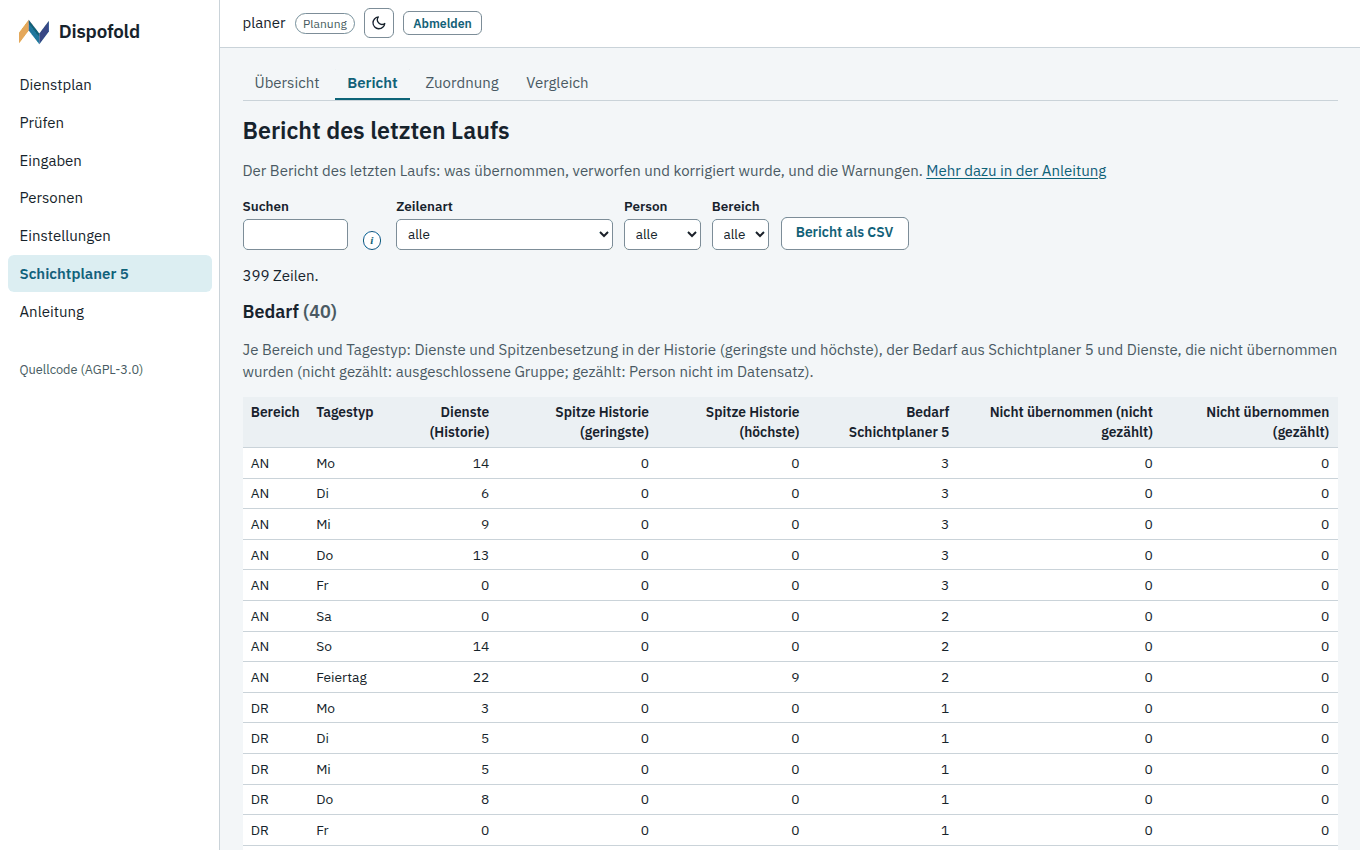 Dispofold
Dienstplan
Prüfen
Eingaben
Personen
Einstellungen
Schichtplaner 5
Anleitung
Quellcode (AGPL-3.0)
planer Planung Abmelden
Übersicht Bericht Zuordnung Vergleich
Bericht des letzten Laufs
Der Bericht des letzten Laufs: was übernommen, verworfen und korrigiert wurde, und die Warnungen. Mehr dazu in der Anleitung
Suchen Zeilenart Person Bereich
i alle alle alle Bericht als CSV
399 Zeilen.
Bedarf (40)
Je Bereich und Tagestyp: Dienste und Spitzenbesetzung in der Historie (geringste und höchste), der Bedarf aus Schichtplaner 5 und Dienste, die nicht übernommen
wurden (nicht gezählt: ausgeschlossene Gruppe; gezählt: Person nicht im Datensatz).
Bereich Tagestyp Dienste Spitze Historie Spitze Historie Bedarf Nicht übernommen (nicht Nicht übernommen
(Historie) (geringste) (höchste) Schichtplaner 5 gezählt) (gezählt)
AN Mo 14 0 0 3 0 0
AN Di 6 0 0 3 0 0
AN Mi 9 0 0 3 0 0
AN Do 13 0 0 3 0 0
AN Fr 0 0 0 3 0 0
AN Sa 0 0 0 2 0 0
AN So 14 0 0 2 0 0
AN Feiertag 22 0 9 2 0 0
DR Mo 3 0 0 1 0 0
DR Di 5 0 0 1 0 0
DR Mi 5 0 0 1 0 0
DR Do 8 0 0 1 0 0
DR Fr 0 0 0 1 0 0